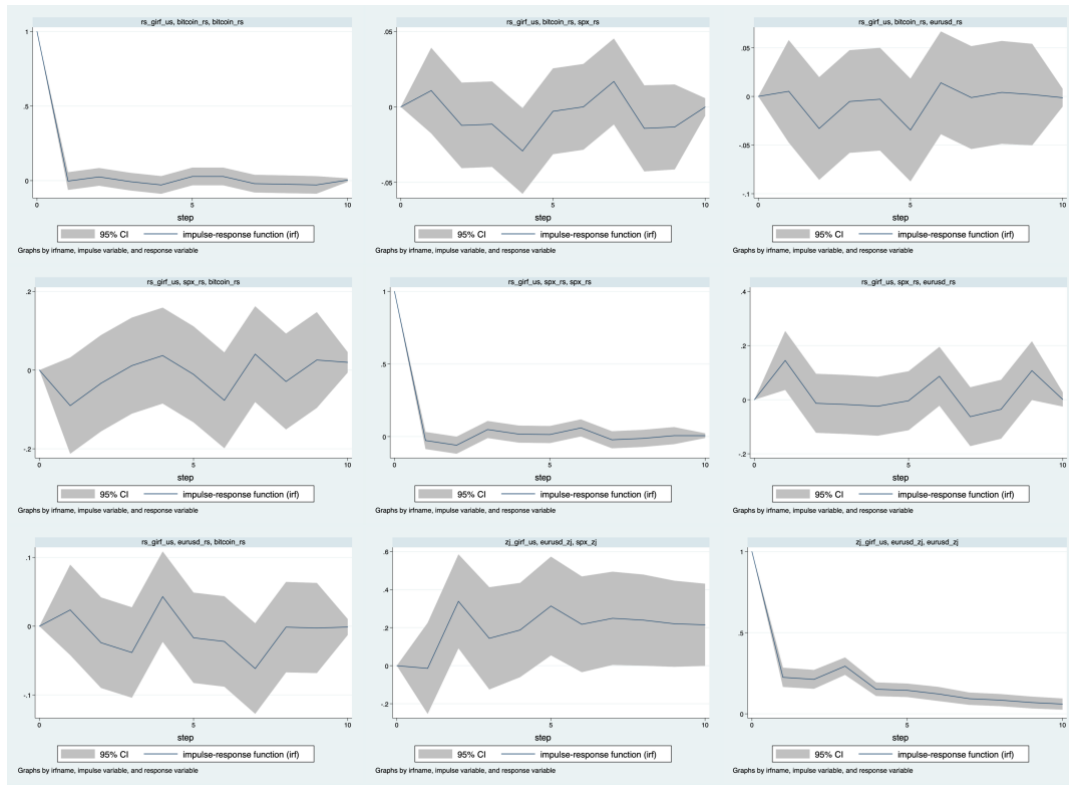 rs_girf_us, bitcoin_rs, bitcoin_rs
1
.5
0
0 5 10
step
95% CI impulse-response function (irf)
Graphs by irfname, impulse variable, and response variable
rs_girf_us, bitcoin_rs, spx_rs
.05
0
-.05
0 5 10
step
95% CI impulse-response function (irf)
Graphs by irfname, impulse variable, and response variable
rs_girf_us, bitcoin_rs, eurusd_rs
.05
0
-.05
-.1
0 5 10
step
95% CI impulse-response function (irf)
Graphs by irfname, impulse variable, and response variable
rs_girf_us, spx_rs, bitcoin_rs
.2
0
-.2
0 5 10
step
95% CI impulse-response function (irf)
Graphs by irfname, impulse variable, and response variable
rs_girf_us, spx_rs, spx_rs
1
.5
0
0 5 10
step
95% CI impulse-response function (irf)
Graphs by irfname, impulse variable, and response variable
rs_girf_us, spx_rs, eurusd_rs
.4
.2
0
-.2
0 5 10
step
95% CI impulse-response function (irf)
Graphs by irfname, impulse variable, and response variable
rs_girf_us, eurusd_rs, bitcoin_rs
.1
0
-.1
0 5 10
step
95% CI impulse-response function (irf)
Graphs by irfname, impulse variable, and response variable
zj_girf_us, eurusd_zj, spx_zj
.6
.4
.2
0
-.2
0 5 10
step
95% CI impulse-response function (irf)
Graphs by irfname, impulse variable, and response variable
zj_girf_us, eurusd_zj, eurusd_zj
1
.5
0
0 5 10
step
95% CI impulse-response function (irf)
Graphs by irfname, impulse variable, and response variable